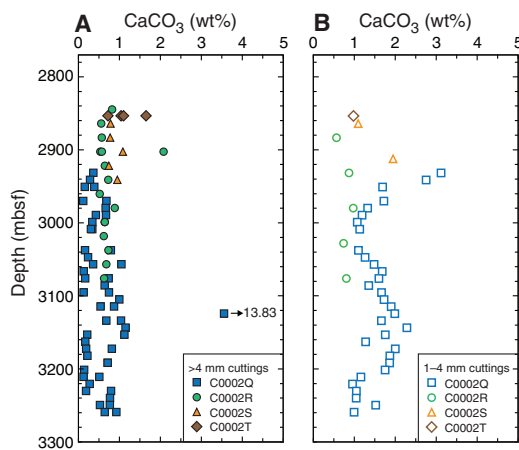 A CaCO3 (wt%)
0 1 2 3 4 5
B CaCO3 (wt%)
0 1 2 3 4 5
Depth (mbsf)
2800
2900
3000
3100
3200
3300
→13.83
>4 mm cuttings
C0002Q
C0002R
C0002S
C0002T
1–4 mm cuttings
C0002Q
C0002R
C0002S
C0002T